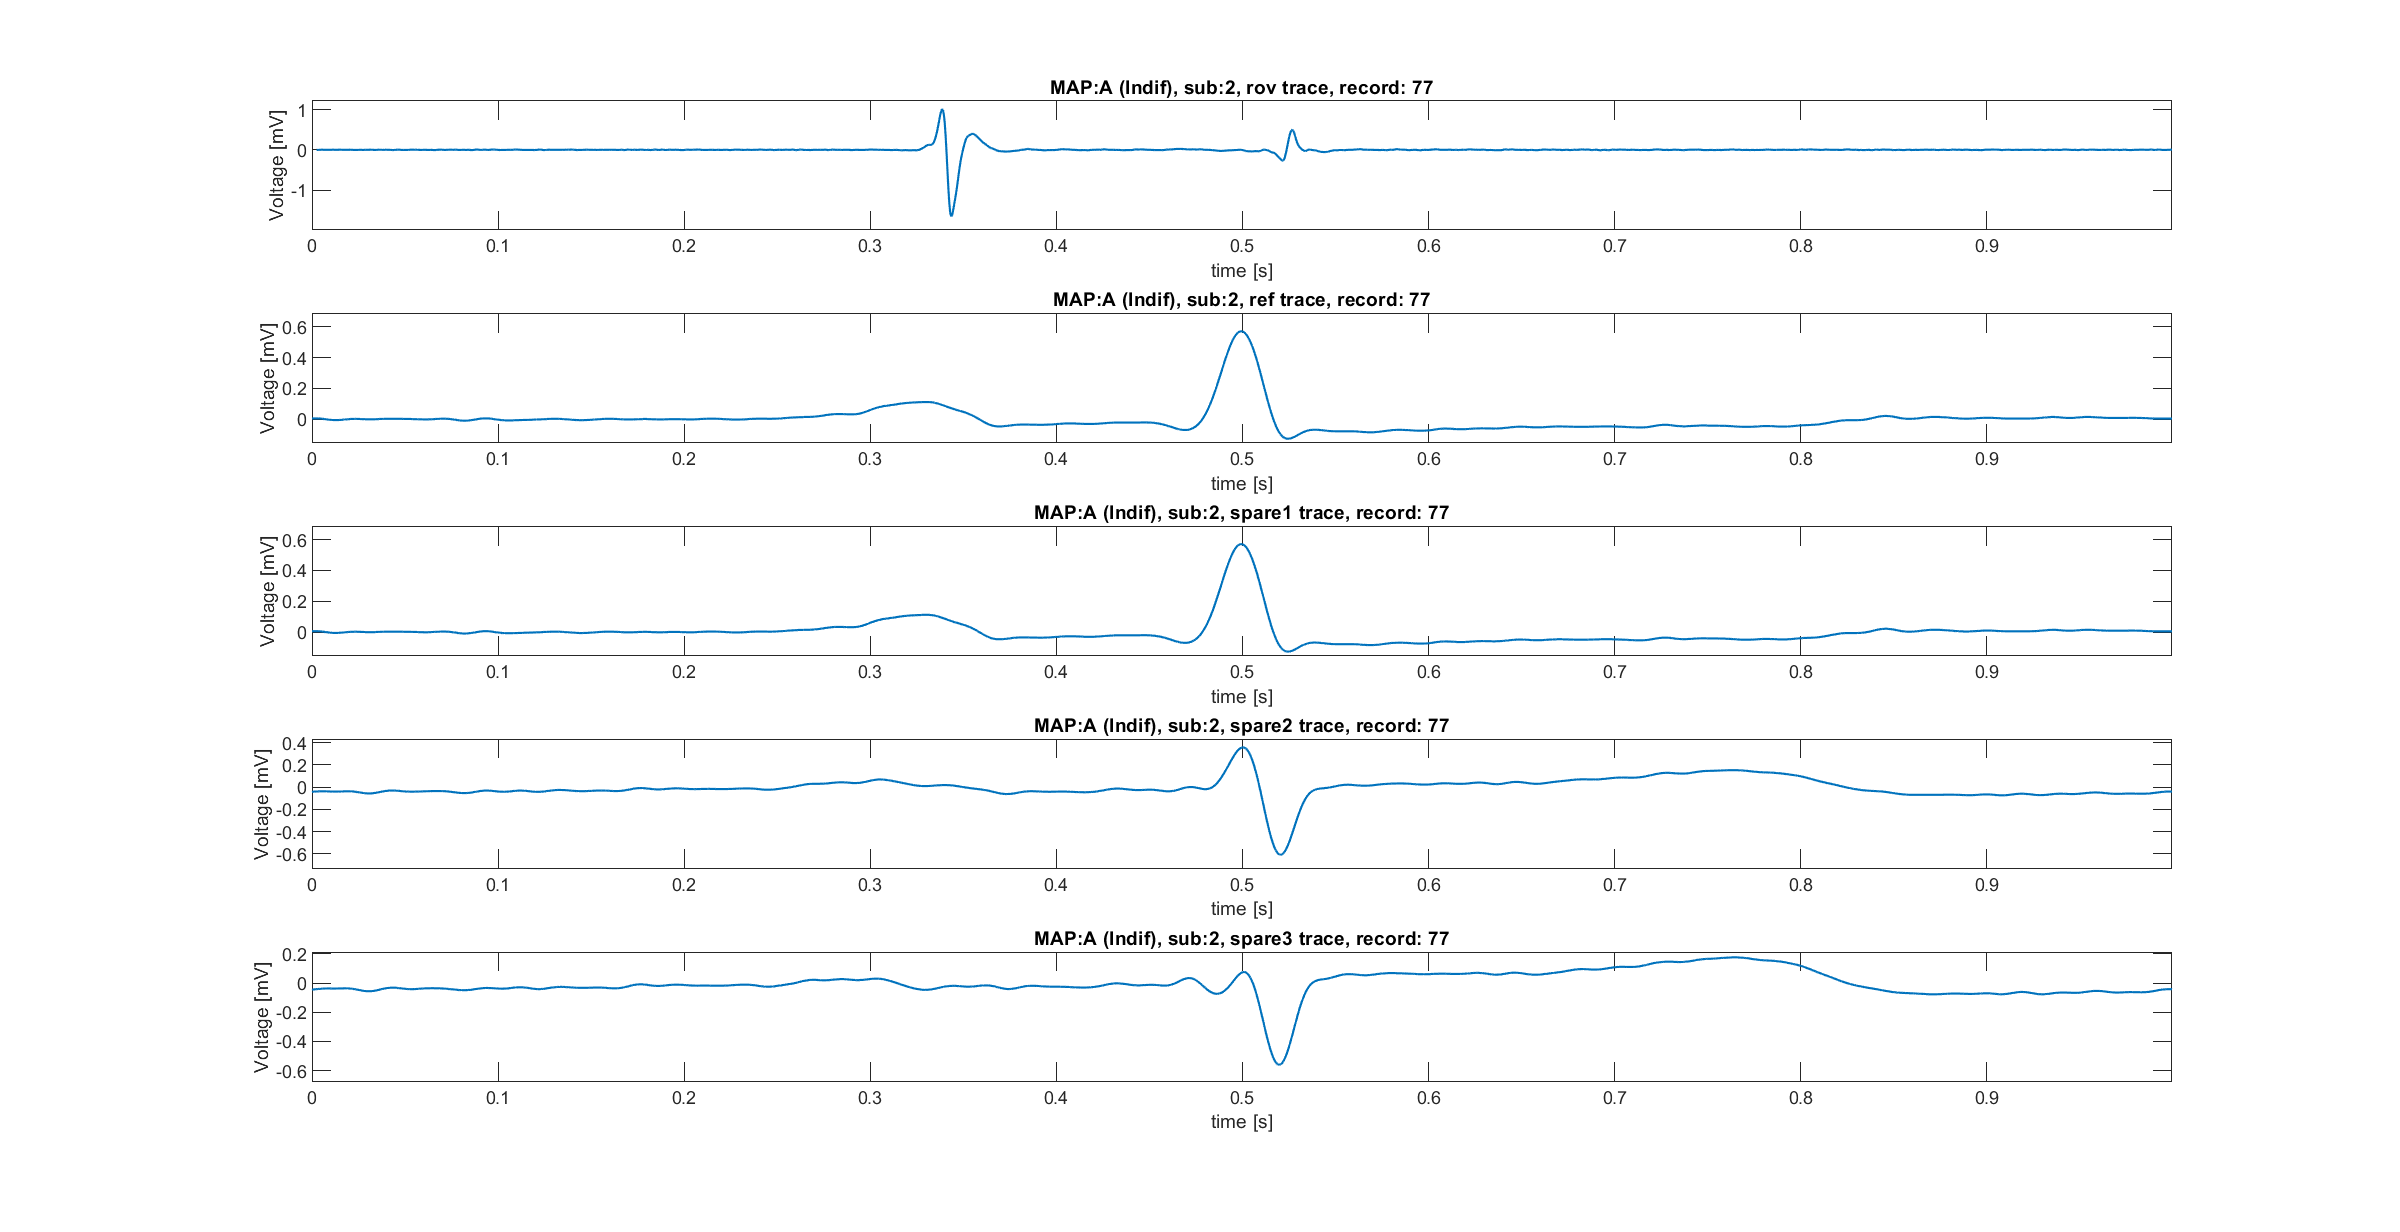 MAP:A (Indif), sub:2, rov trace, record: 77
Voltage [mV]
1
0
-1
0 0.1 0.2 0.3 0.4 0.5 0.6 0.7 0.8 0.9
time [s]
MAP:A (Indif), sub:2, ref trace, record: 77
Voltage [mV]
0.6
0.4
0.2
0
0 0.1 0.2 0.3 0.4 0.5 0.6 0.7 0.8 0.9
time [s]
MAP:A (Indif), sub:2, spare1 trace, record: 77
Voltage [mV]
0.6
0.4
0.2
0
0 0.1 0.2 0.3 0.4 0.5 0.6 0.7 0.8 0.9
time [s]
MAP:A (Indif), sub:2, spare2 trace, record: 77
Voltage [mV]
0.4
0.2
0
-0.2
-0.4
-0.6
0 0.1 0.2 0.3 0.4 0.5 0.6 0.7 0.8 0.9
time [s]
MAP:A (Indif), sub:2, spare3 trace, record: 77
Voltage [mV]
0.2
0
-0.2
-0.4
-0.6
0 0.1 0.2 0.3 0.4 0.5 0.6 0.7 0.8 0.9
time [s]